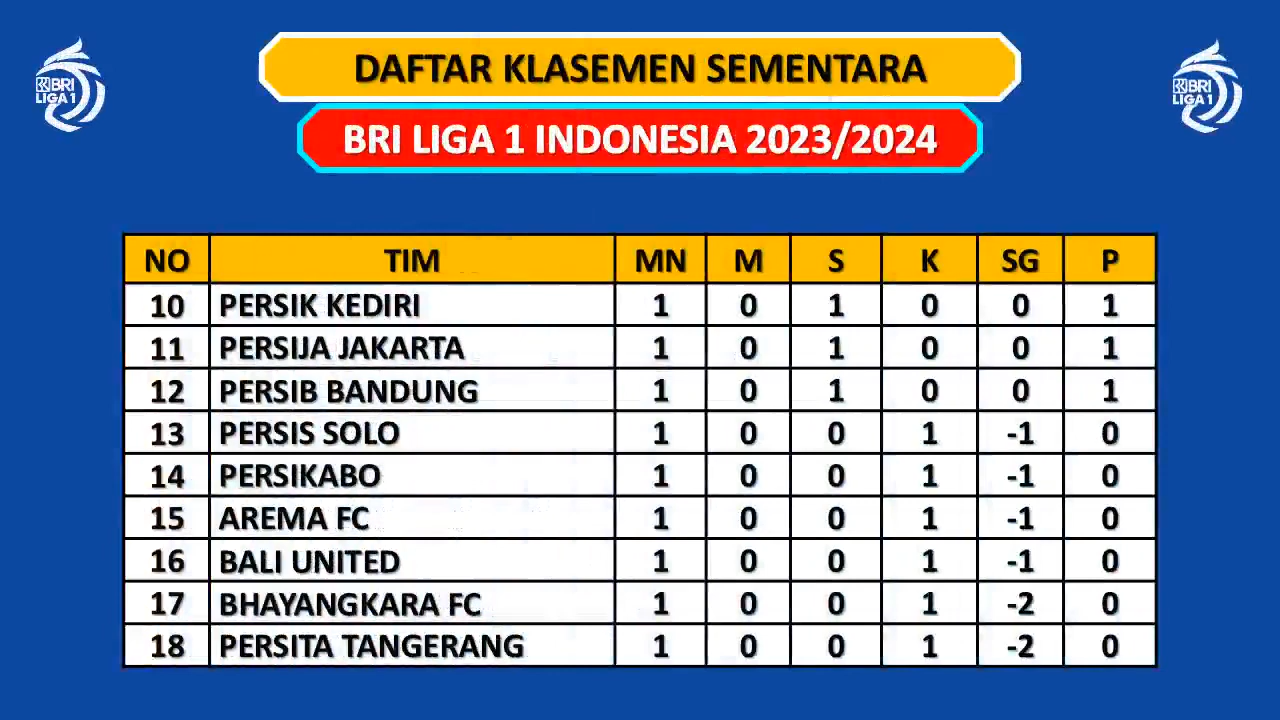 BRI
LIGA 1
DAFTAR KLASEMEN SEMENTARA
BRI
LIGA 1
BRI LIGA 1 INDONESIA 2023/2024
NO TIM MN M S K SG P
10 PERSIK KEDIRI 1 0 1 0 0 1
11 PERSIJA JAKARTA 1 0 1 0 0 1
12 PERSIB BANDUNG 1 0 1 0 0 1
13 PERSIS SOLO 1 0 0 1 -1 0
14 PERSIKABO 1 0 0 1 -1 0
15 AREMA FC 1 0 0 1 -1 0
16 BALI UNITED 1 0 0 1 -1 0
17 BHAYANGKARA FC 1 0 0 1 -2 0
18 PERSITA TANGERANG 1 0 0 1 -2 0